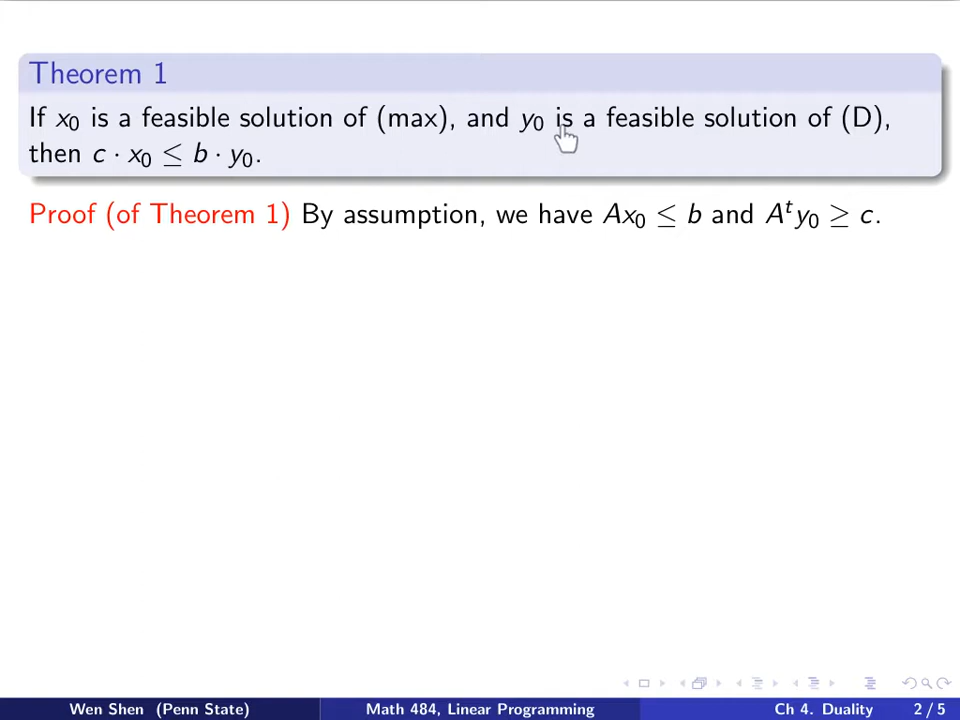 Theorem 1
If x₀ is a feasible solution of (max), and y₀ is a feasible solution of (D),
then c · x₀ ≤ b · y₀.
Proof (of Theorem 1) By assumption, we have Ax₀ ≤ b and Aᵗy₀ ≥ c.
Wen Shen (Penn State) Math 484, Linear Programming Ch 4. Duality 2 / 5